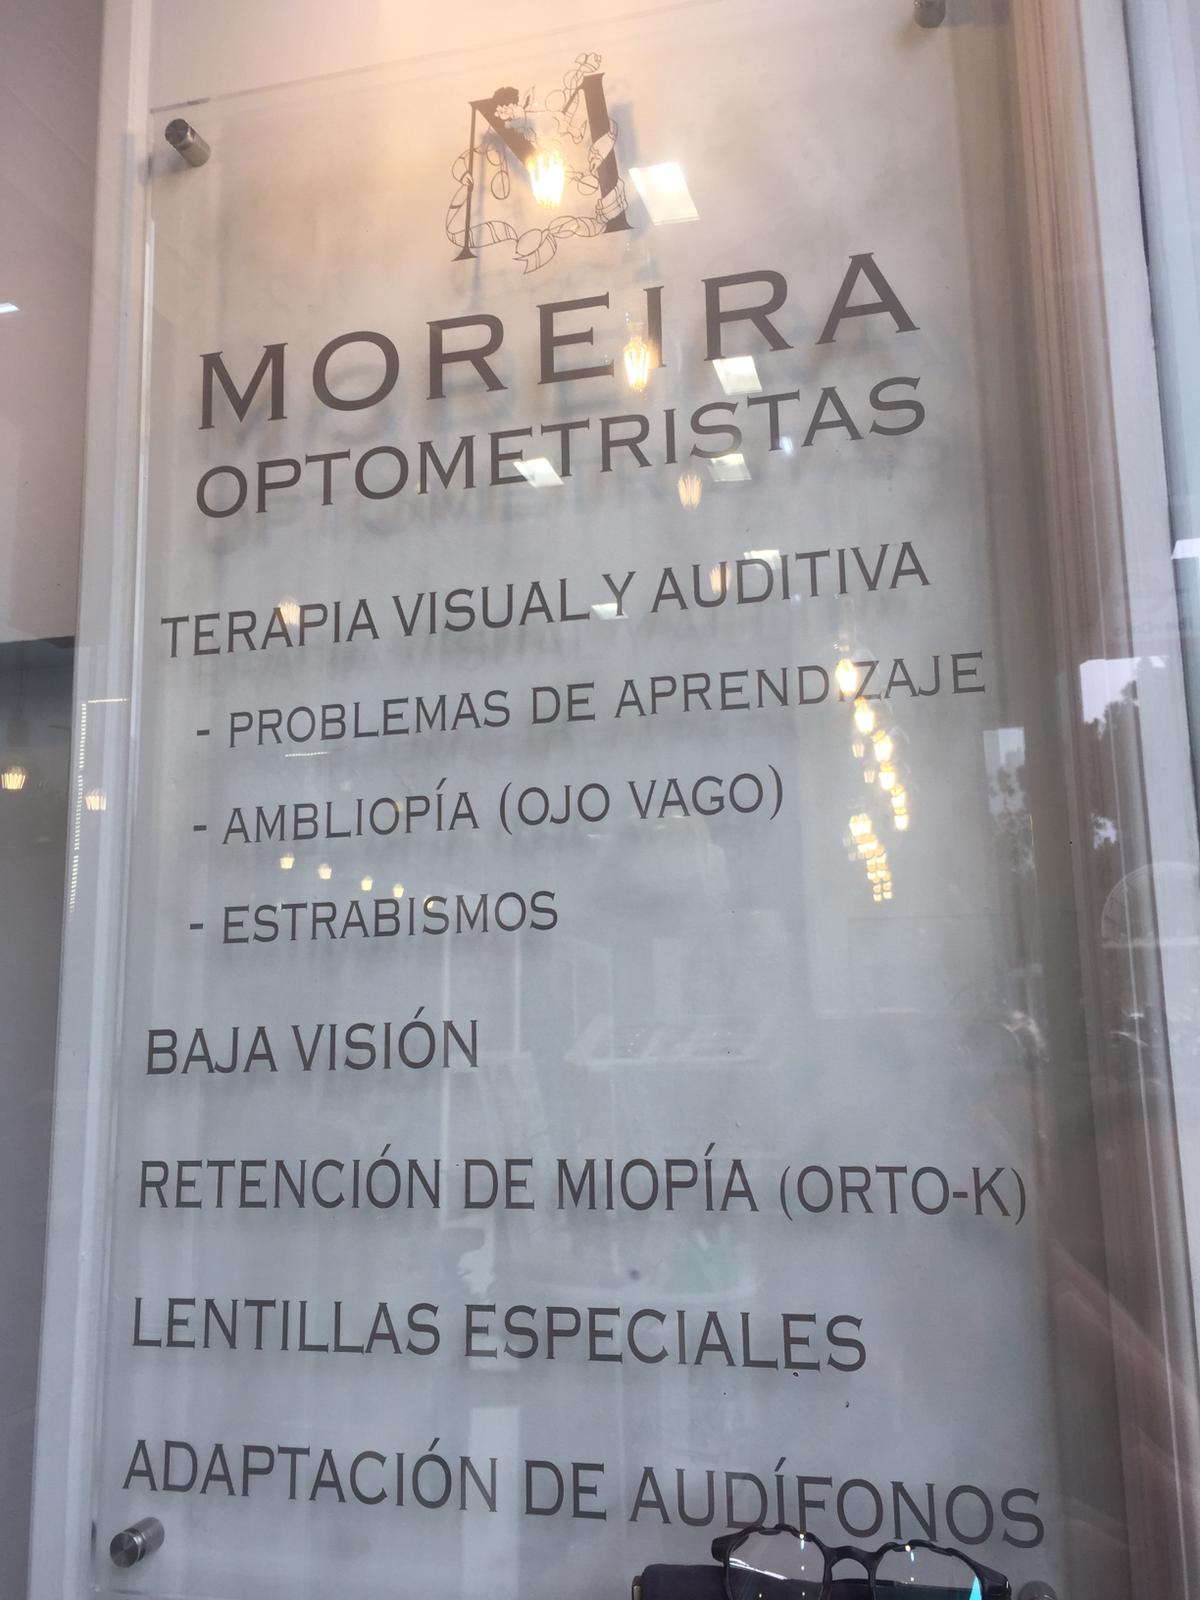 M
MOREIRA
OPTOMETRISTAS
TERAPIA VISUAL Y AUDITIVA
- PROBLEMAS DE APRENDIZAJE
- AMBLIOPÍA (OJO VAGO)
- ESTRABISMOS
BAJA VISIÓN
RETENCIÓN DE MIOPÍA (ORTO-K)
LENTILLAS ESPECIALES
ADAPTACIÓN DE AUDÍFONOS